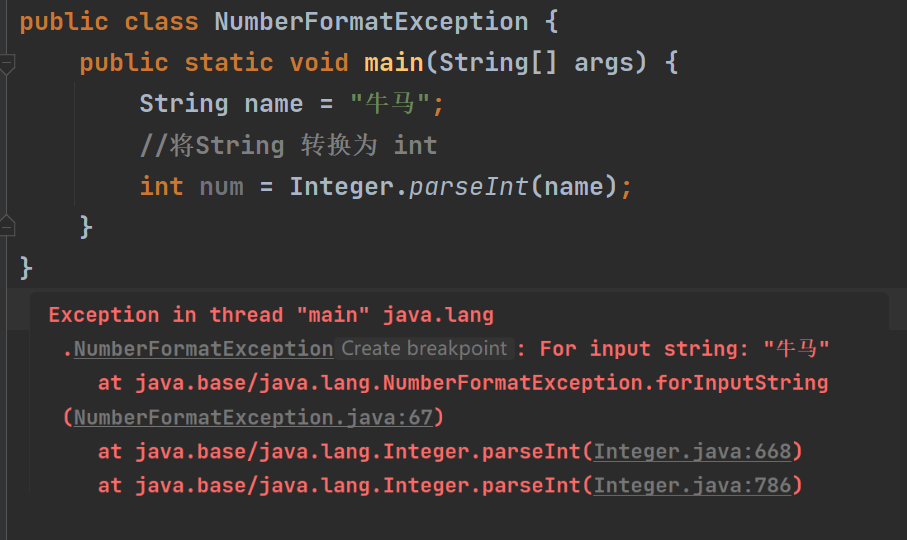 public class NumberFormatException {
public static void main(String[] args) {
String name = "牛马";
//将String 转换为 int
int num = Integer.parseInt(name);
}
}
Exception in thread "main" java.lang
.NumberFormatException Create breakpoint : For input string: "牛马"
at java.base/java.lang.NumberFormatException.forInputString
(NumberFormatException.java:67)
at java.base/java.lang.Integer.parseInt(Integer.java:668)
at java.base/java.lang.Integer.parseInt(Integer.java:786)